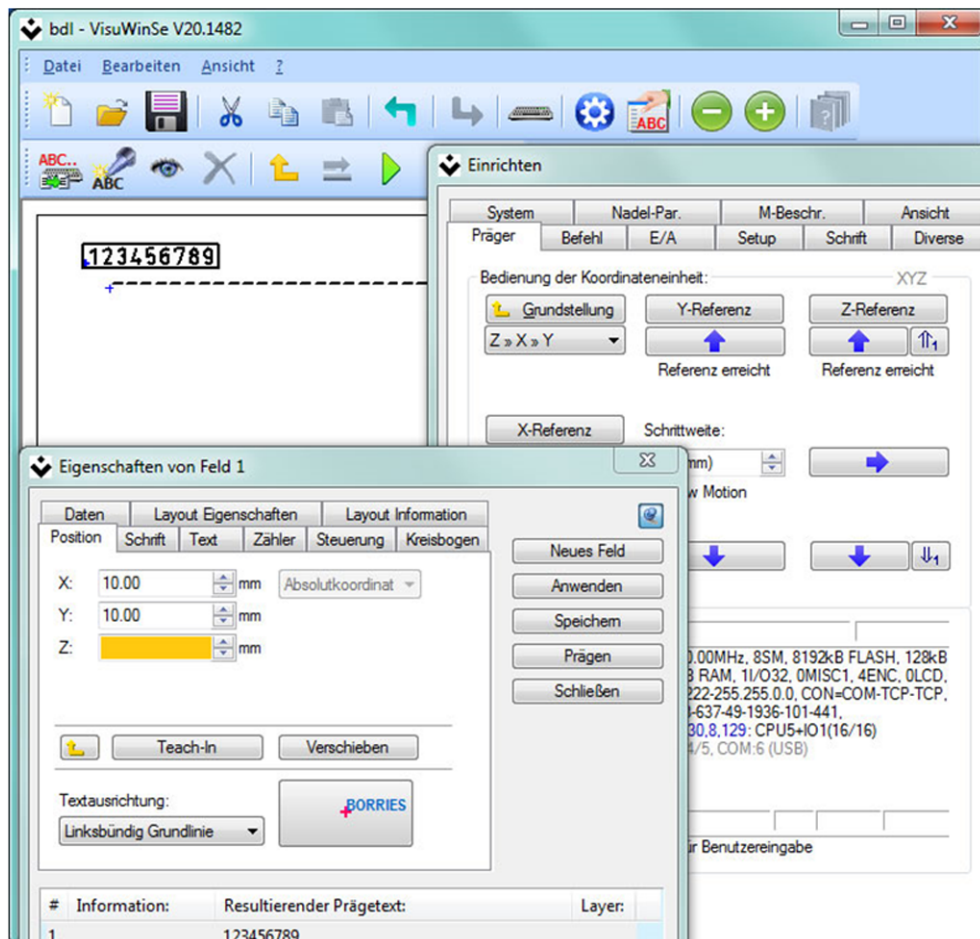 bdl - VisuWinSe V20.1482
Datei Bearbeiten Ansicht ?
ABC
ABC..
ABC
123456789
Einrichten
System Nadel-Par. M-Beschr. Ansicht
Präger Befehl E/A Setup Schrift Diverse
Bedienung der Koordinateneinheit: XYZ
Grundstellung Y-Referenz Z-Referenz
Z » X » Y
Referenz erreicht Referenz erreicht
X-Referenz Schrittweite:
mm)
w Motion
Eigenschaften von Feld 1
Daten Layout Eigenschaften Layout Information
Position Schrift Text Zähler Steuerung Kreisbogen
X: 10.00 mm Absolutkoordinat
Y: 10.00 mm
Z: mm
Neues Feld
Anwenden
Speichern
Prägen
Schließen
Teach-In Verschieben
Textausrichtung:
Linksbündig Grundlinie
BORRIES
0.00MHz, 8SM, 8192kB FLASH, 128kB
B RAM, 1I/O32, 0MISC1, 4ENC, 0LCD,
222-255.255.0.0, CON=COM-TCP-TCP,
-637-49-1936-101-441,
30,8,129: CPU5+IO1(16/16)
4/5, COM:6 (USB)
ür Benutzereingabe
# Information: Resultierender Prägetext: Layer:
1 123456789